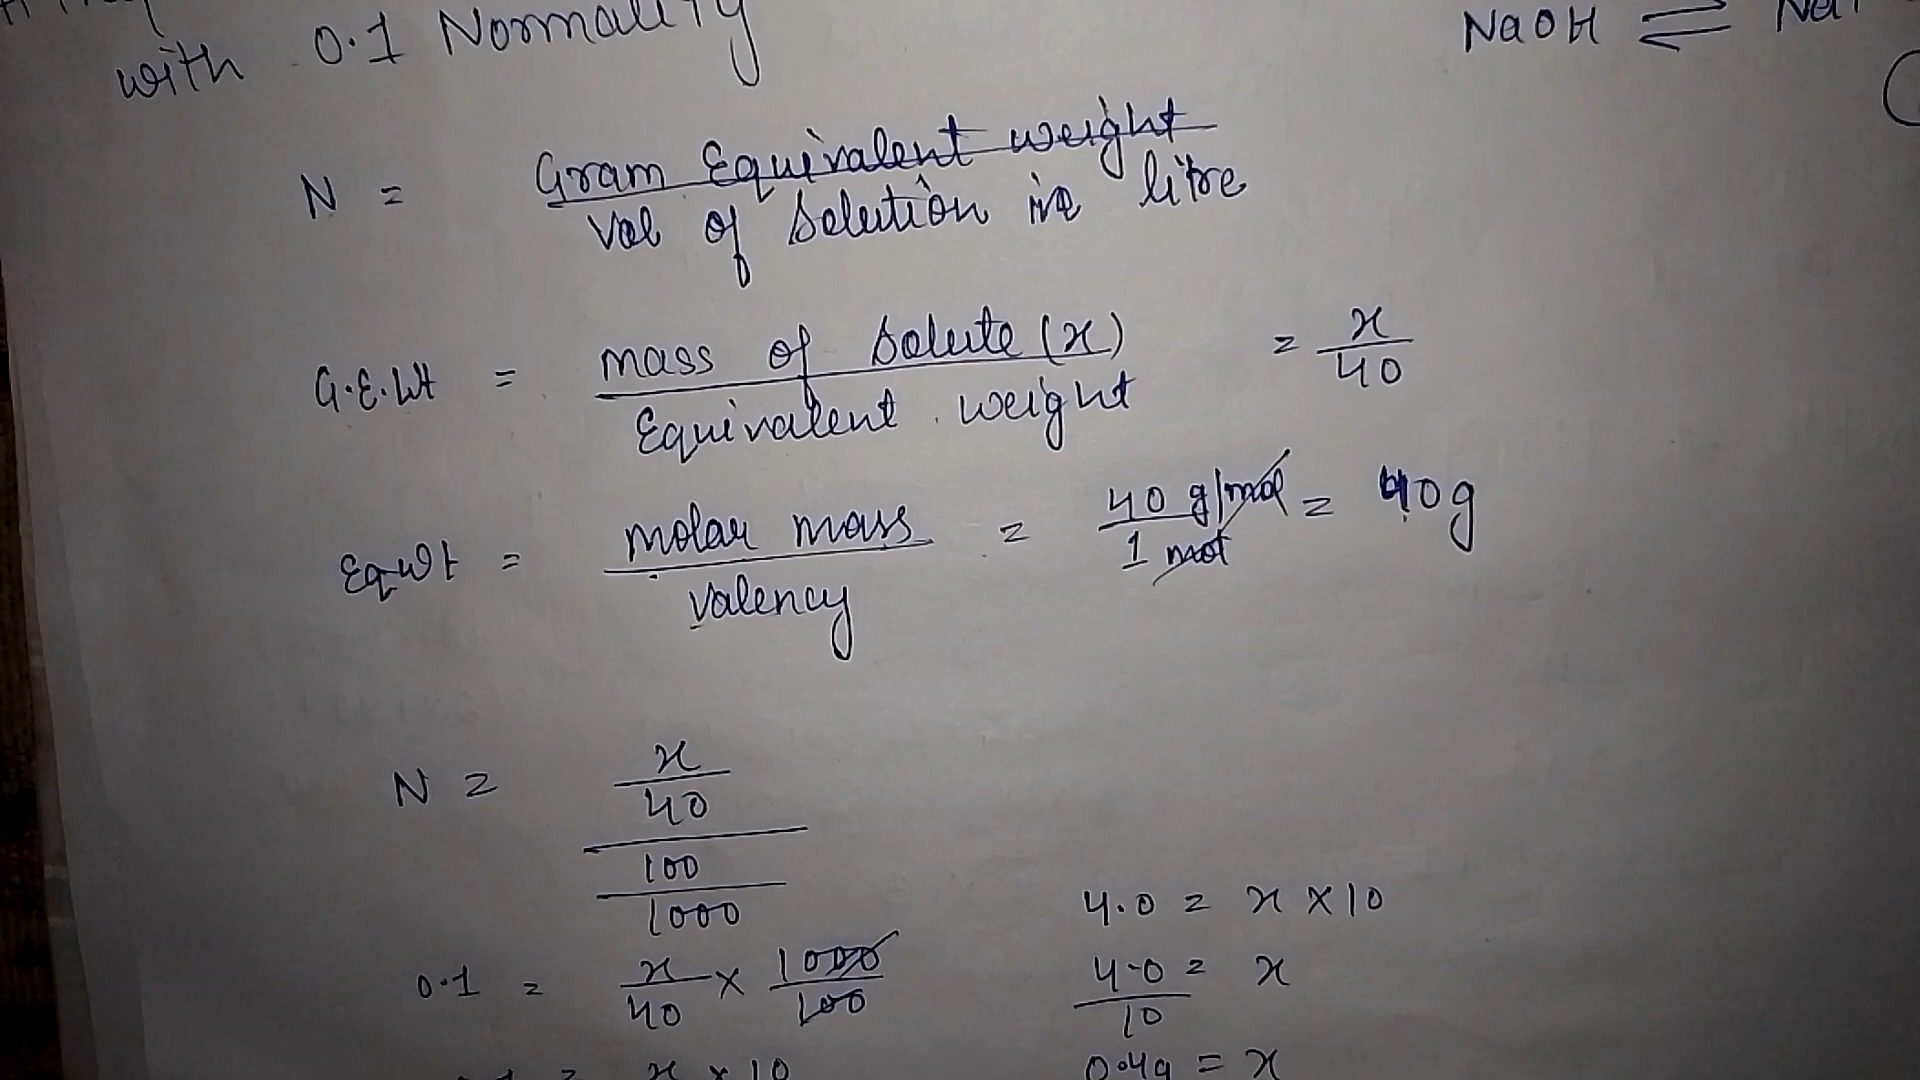 with 0.1 Normality
NaOH ⇌
N = Gram Equivalent weight
Vol of Solution in litre
G.E.Wt = mass of Solute (x) = x
Equivalent weight 40
Eq wt = molar mass = 40 g/mol = 40g
valency 1 mol
N = x
40
100
1000
0.1 = x × 1000
40 100
x × 10
4.0 = x × 10
4.0 = x
10
0.4g = x